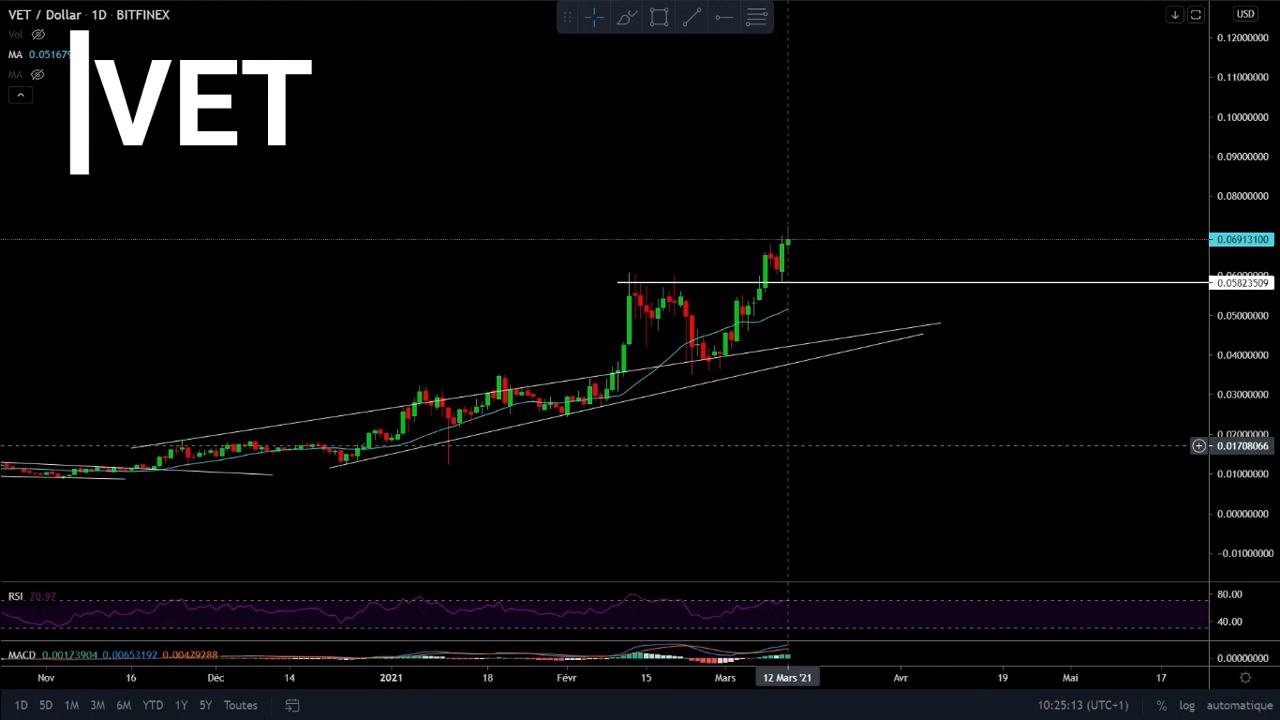 VET / Dollar · 1D · BITFINEX
USD
Vol
MA 0.05167
MA
VET
0.12000000
0.11000000
0.10000000
0.09000000
0.08000000
0.06913100
0.06000000
0.05823509
0.05000000
0.04000000
0.03000000
0.02000000
0.01708066
0.01000000
0.00000000
-0.01000000
RSI 70.97
80.00
40.00
MACD 0.00173904 0.00653192 0.00479288
0.00000000
Nov 16 Déc 14 2021 18 Févr 15 Mars 12 Mars '21 Avr 19 Mai 17
1D 5D 1M 3M 6M YTD 1Y 5Y Toutes
10:25:13 (UTC+1) % log automatique